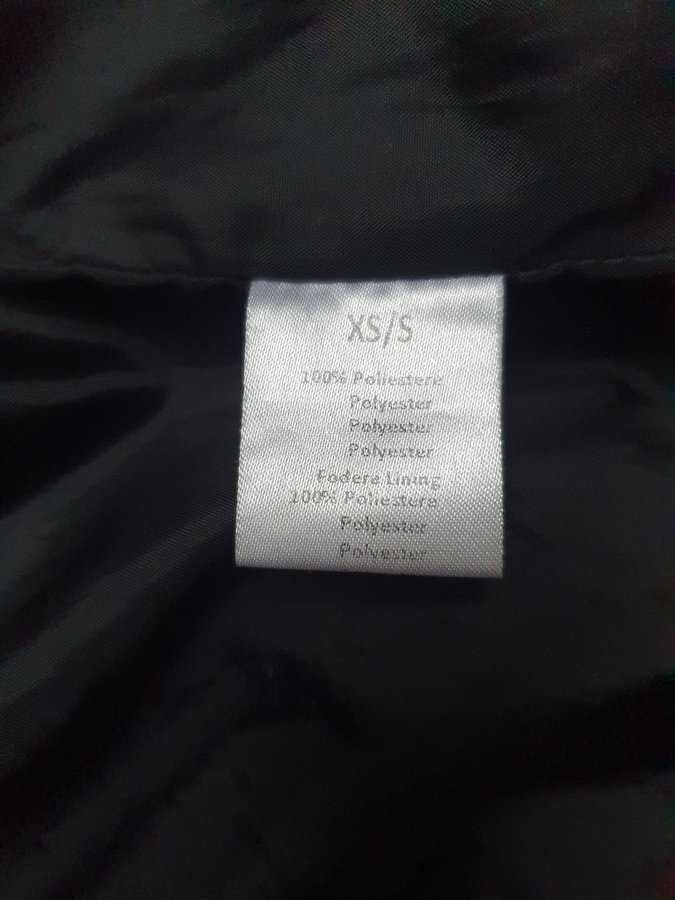 XS/S
100% Poliestere
Polyester
Polyester
Polyester
Fodera Lining
100% Poliestere
Polyester
Polyester